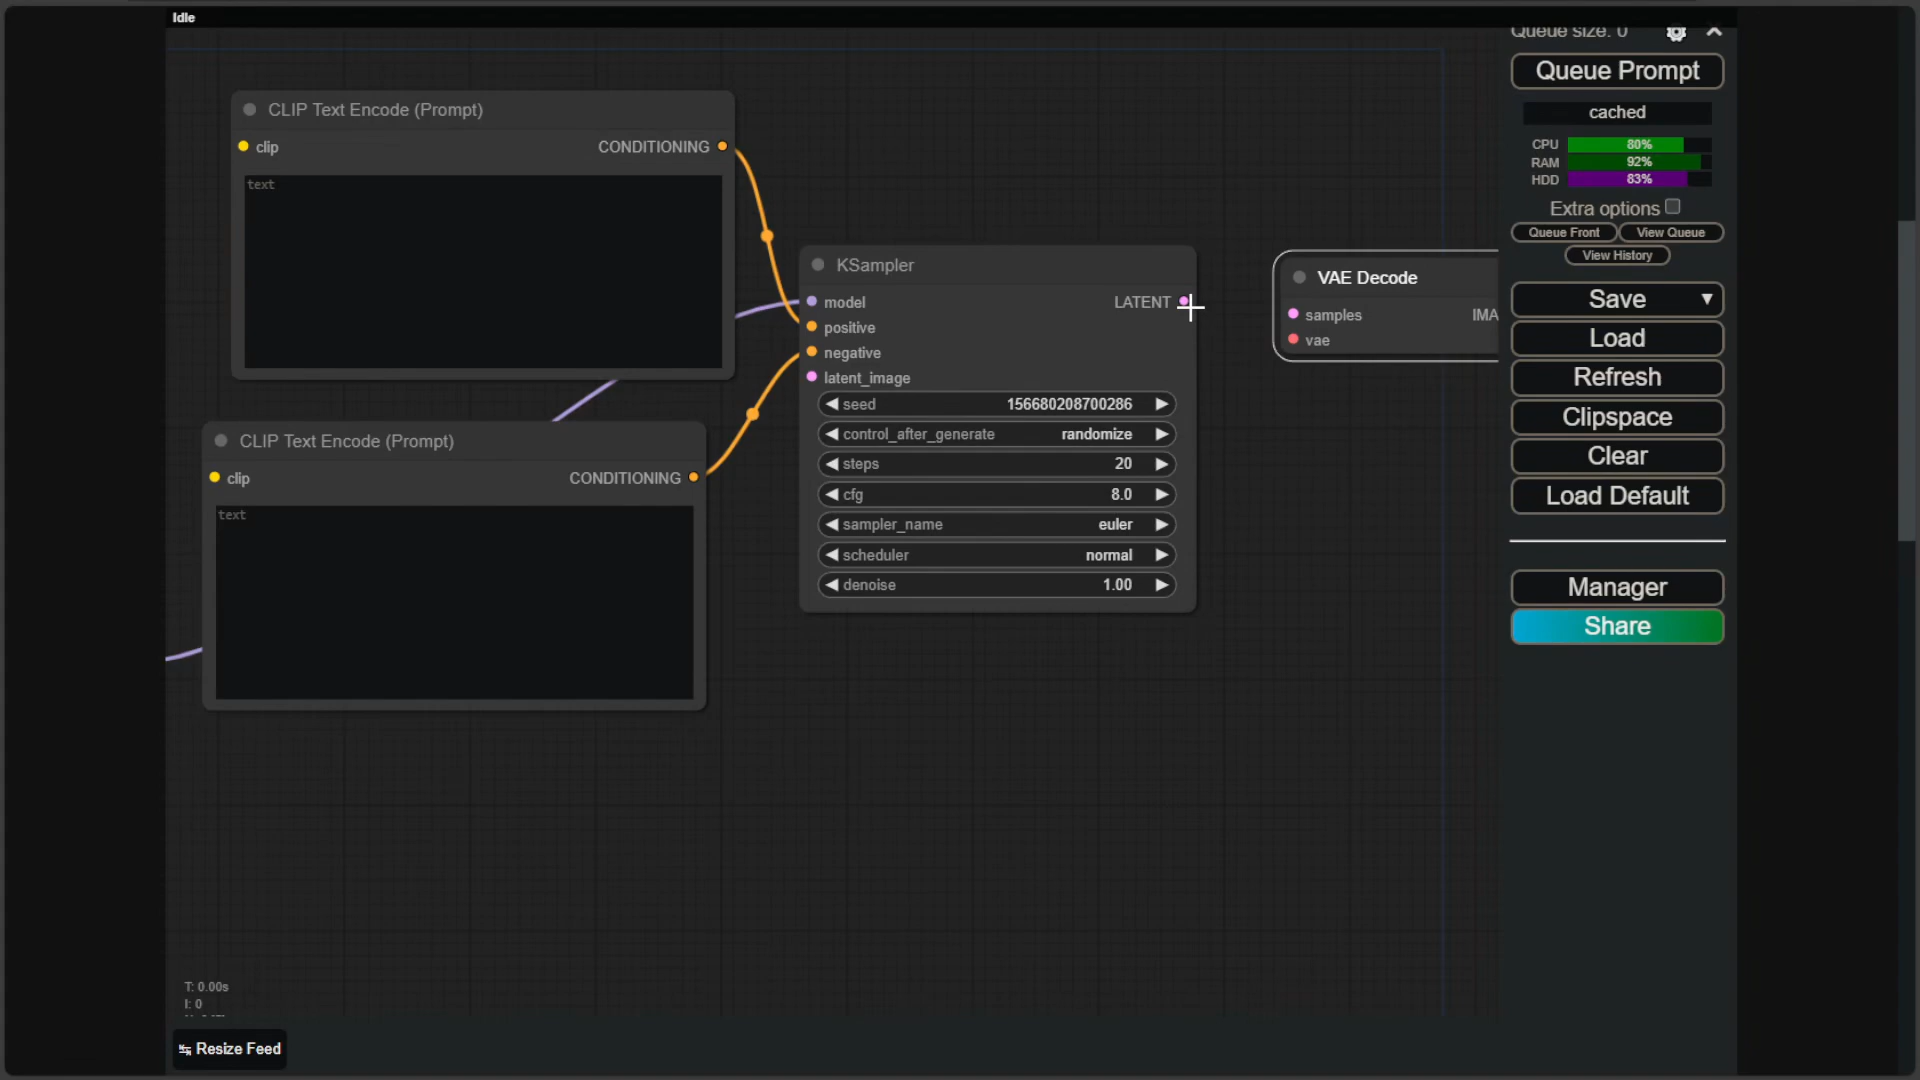 Idle
CLIP Text Encode (Prompt)
clip
CONDITIONING
text
CLIP Text Encode (Prompt)
clip
CONDITIONING
text
KSampler
model
LATENT
positive
negative
latent_image
seed 156680208700286
control_after_generate randomize
steps 20
cfg 8.0
sampler_name euler
scheduler normal
denoise 1.00
VAE Decode
samples
IMA
vae
Queue size: 0
Queue Prompt
cached
CPU 80%
RAM 92%
HDD 83%
Extra options
Queue Front
View Queue
View History
Save
Load
Refresh
Clipspace
Clear
Load Default
Manager
Share
T: 0.00s
I: 0
Resize Feed